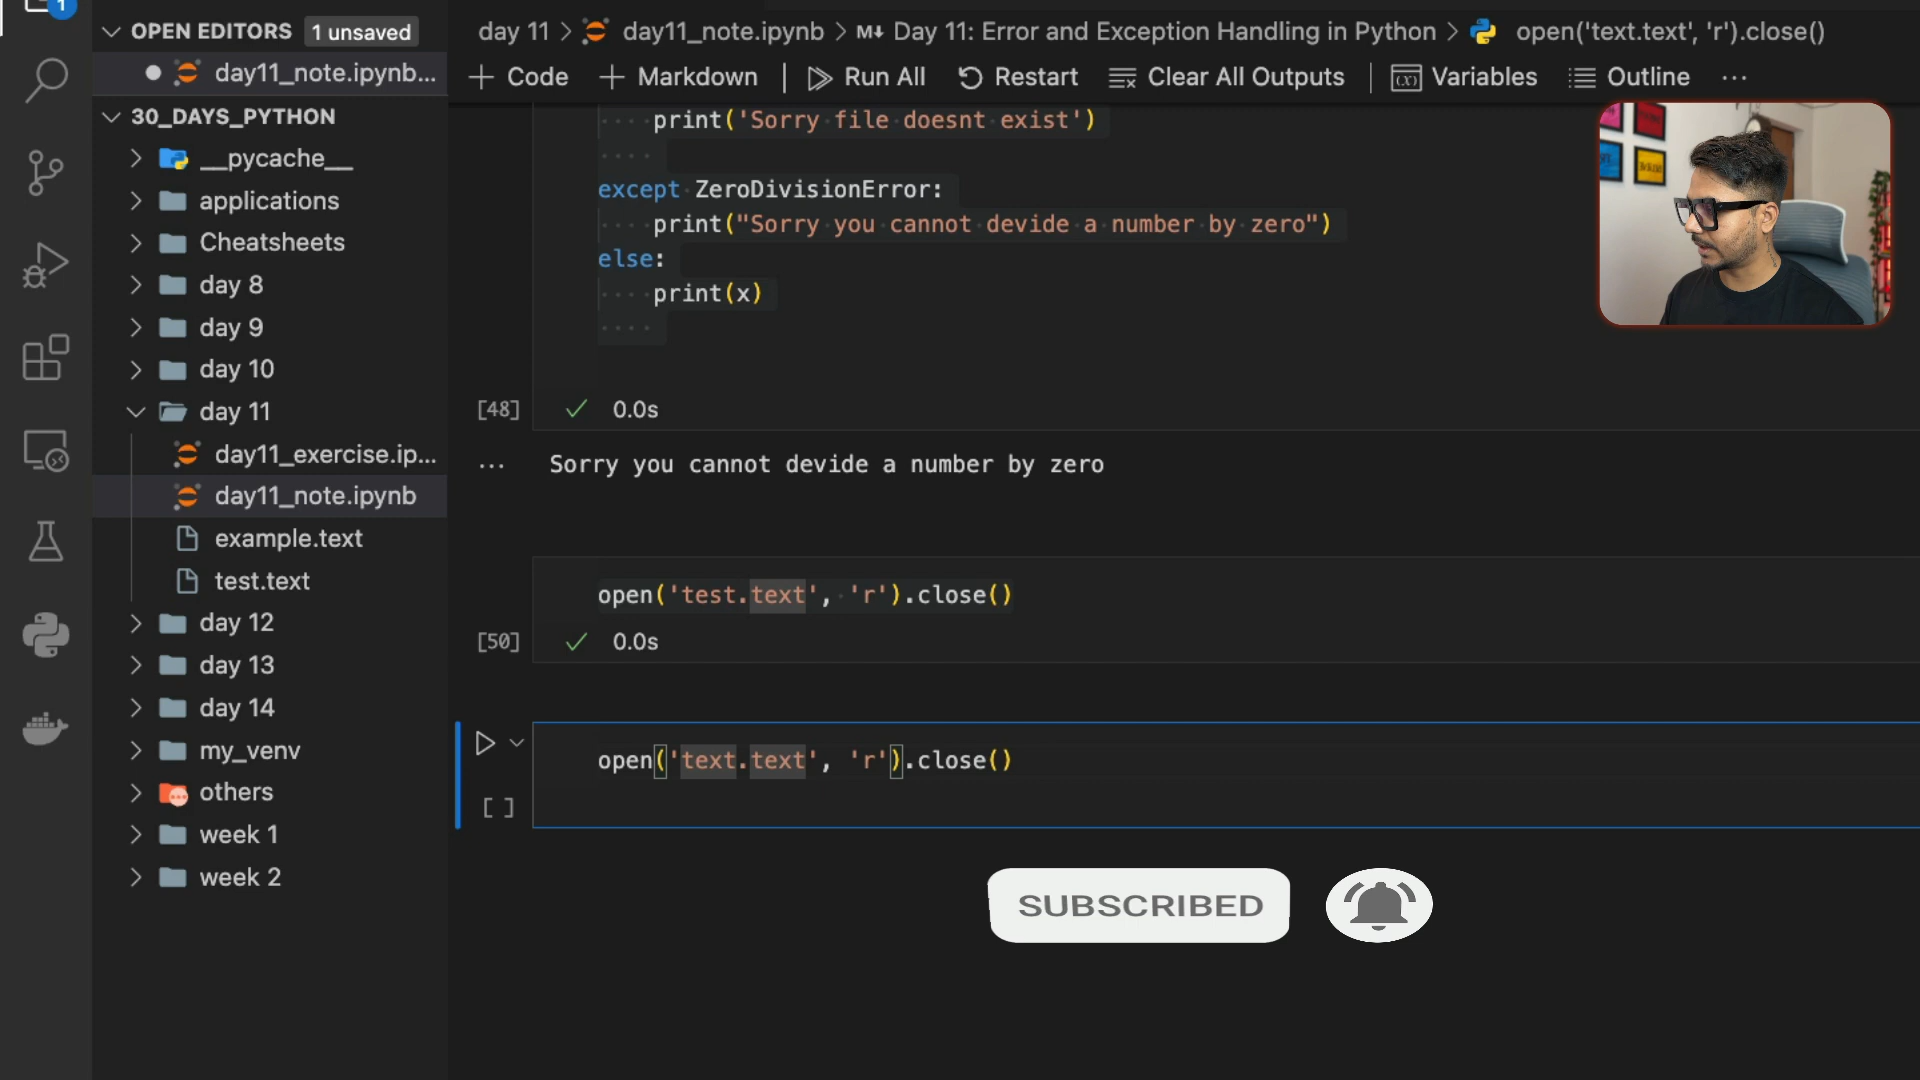 1
OPEN EDITORS 1 unsaved
day11_note.ipynb...
30_DAYS_PYTHON
__pycache__
applications
Cheatsheets
day 8
day 9
day 10
day 11
day11_exercise.ip...
day11_note.ipynb
example.text
test.text
day 12
day 13
day 14
my_venv
others
week 1
week 2
day 11 > day11_note.ipynb > M↓ Day 11: Error and Exception Handling in Python > open('text.text', 'r').close()
+ Code + Markdown | Run All Restart Clear All Outputs | Variables Outline ...
print('Sorry file doesnt exist')
except ZeroDivisionError:
print("Sorry you cannot devide a number by zero")
else:
print(x)
[48] ✓ 0.0s
... Sorry you cannot devide a number by zero
open('test.text', 'r').close()
[50] ✓ 0.0s
open('text.text', 'r').close()
[ ]
SUBSCRIBED